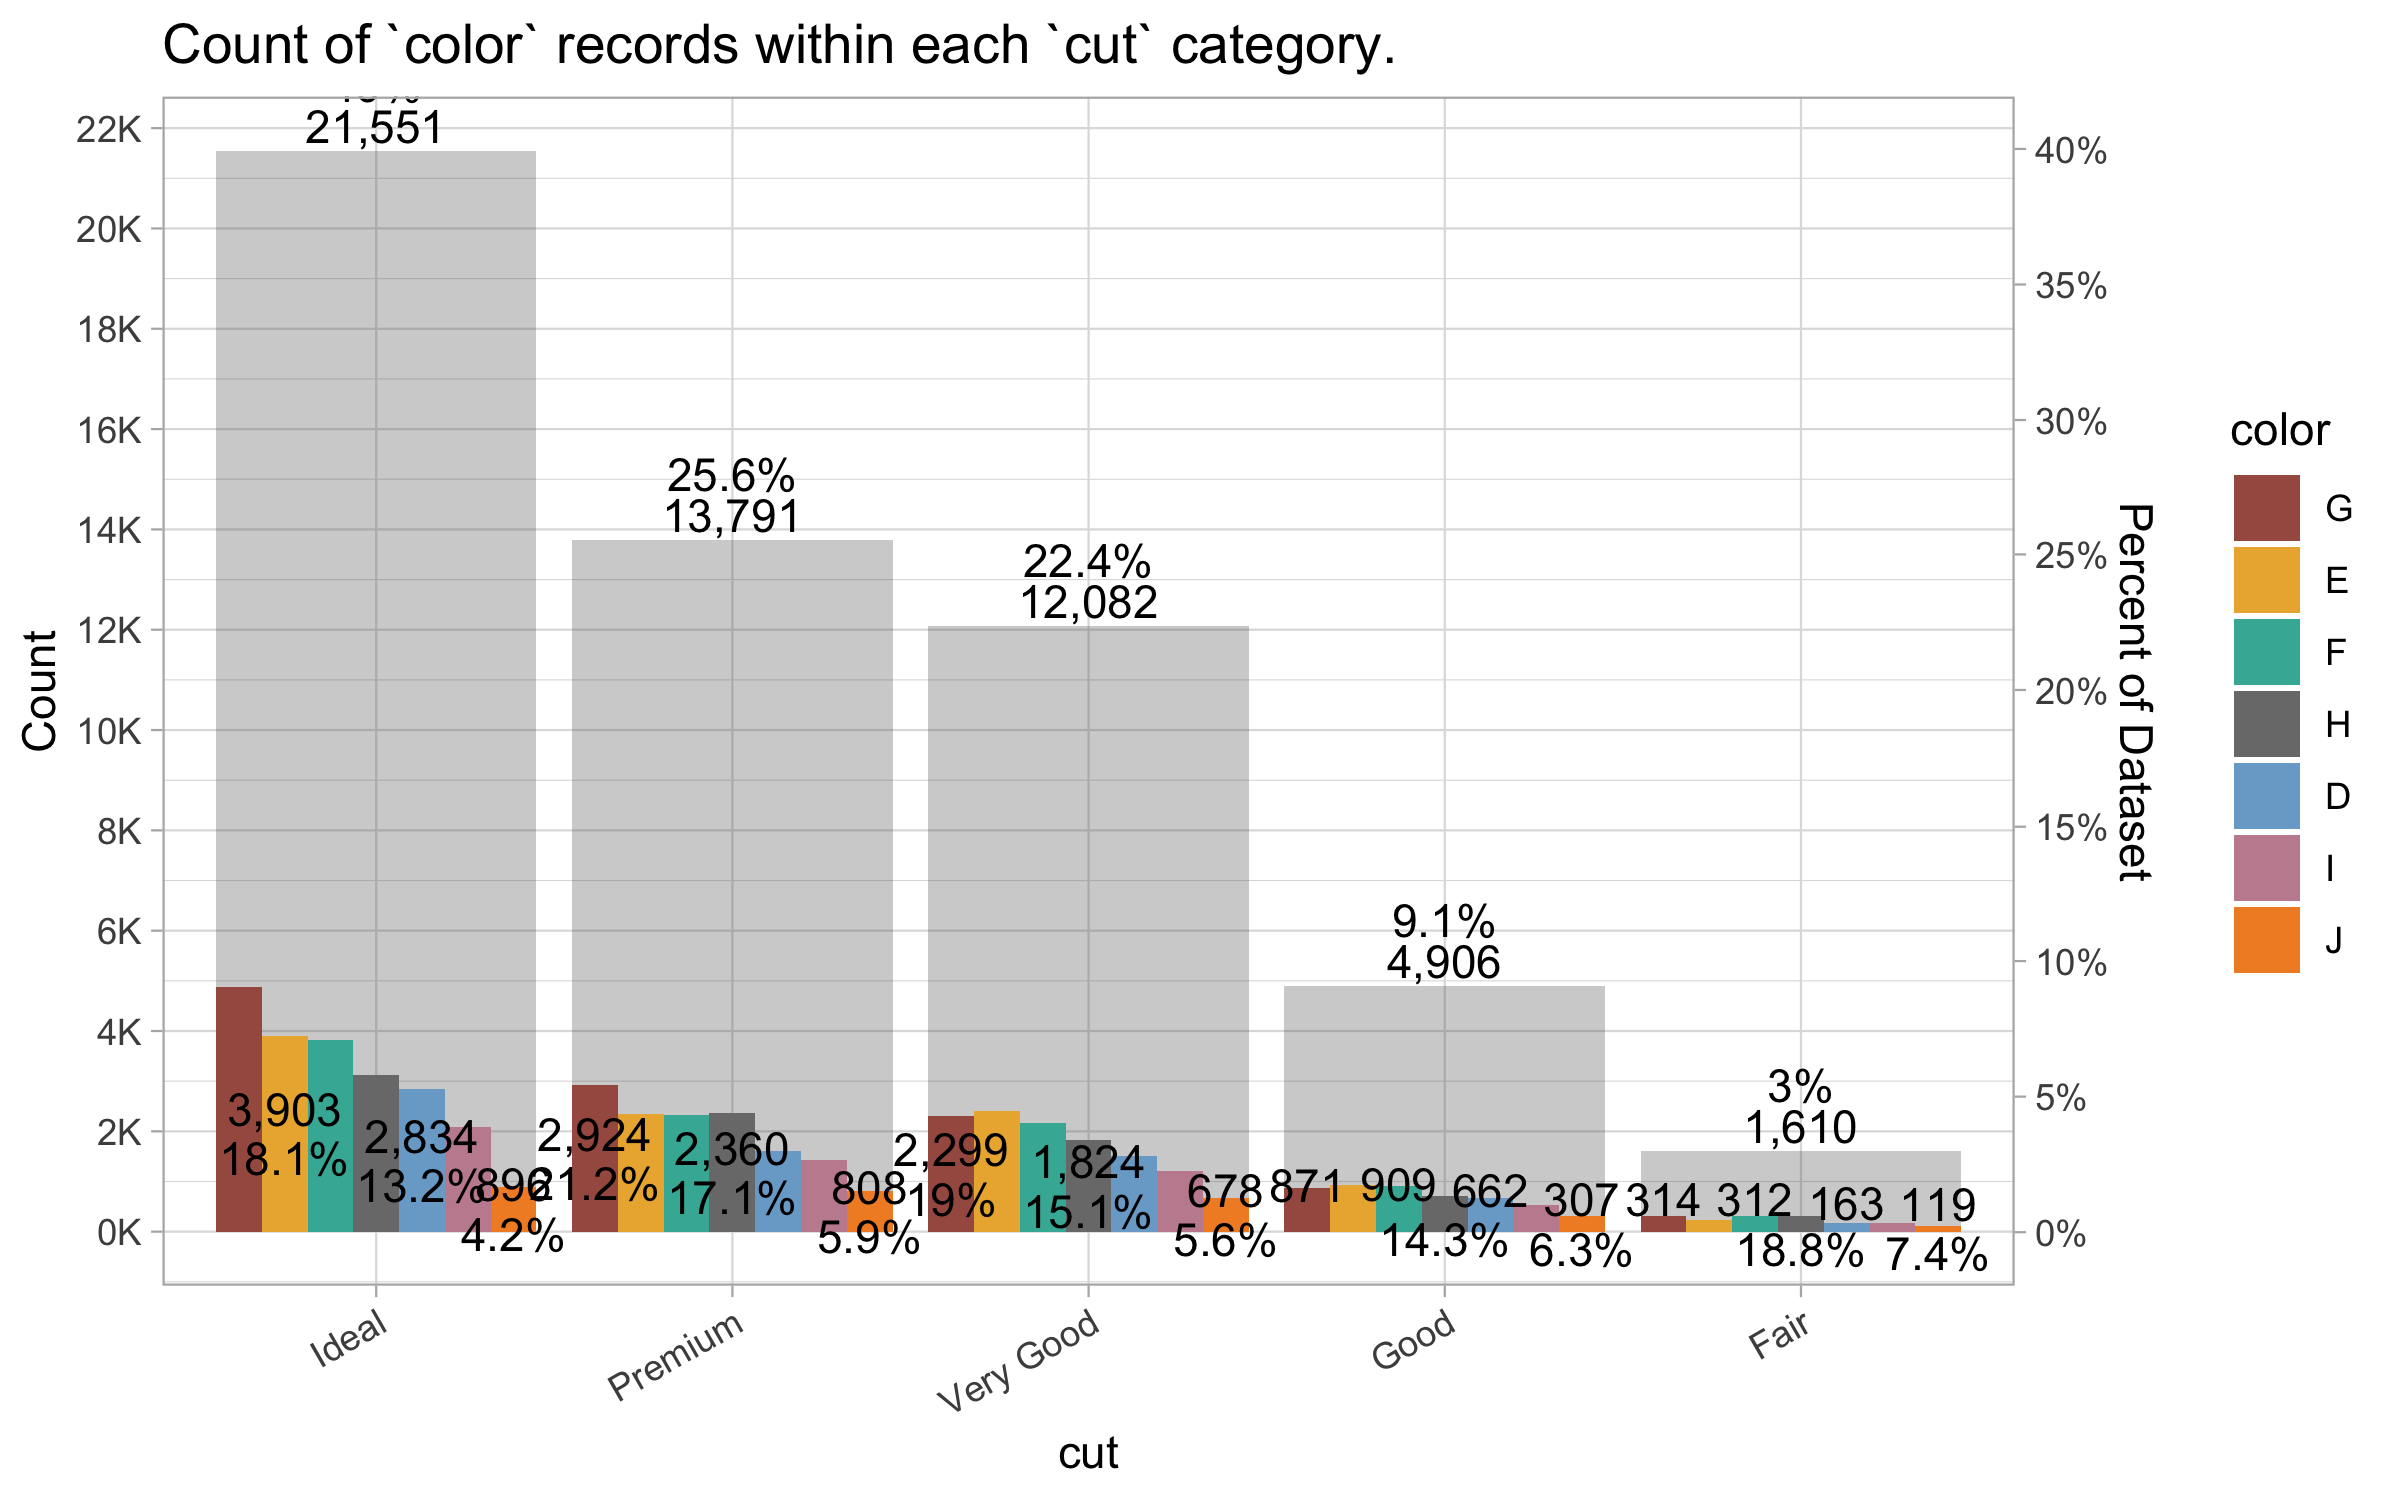 Count of `color` records within each `cut` category.
21,551
25.6%
13,791
22.4%
12,082
9.1%
4,906
3%
1,610
3,903
18.1%
2,834
13.2%
896
4.2%
2,924
21.2%
2,360
17.1%
808
5.9%
2,299
19%
1,824
15.1%
678
5.6%
871
909
14.3%
662
307
6.3%
314
312
18.8%
163
119
7.4%
22K
20K
18K
16K
14K
12K
10K
8K
6K
4K
2K
0K
Count
40%
35%
30%
25%
20%
15%
10%
5%
0%
Percent of Dataset
Ideal
Premium
Very Good
Good
Fair
cut
color
G
E
F
H
D
I
J